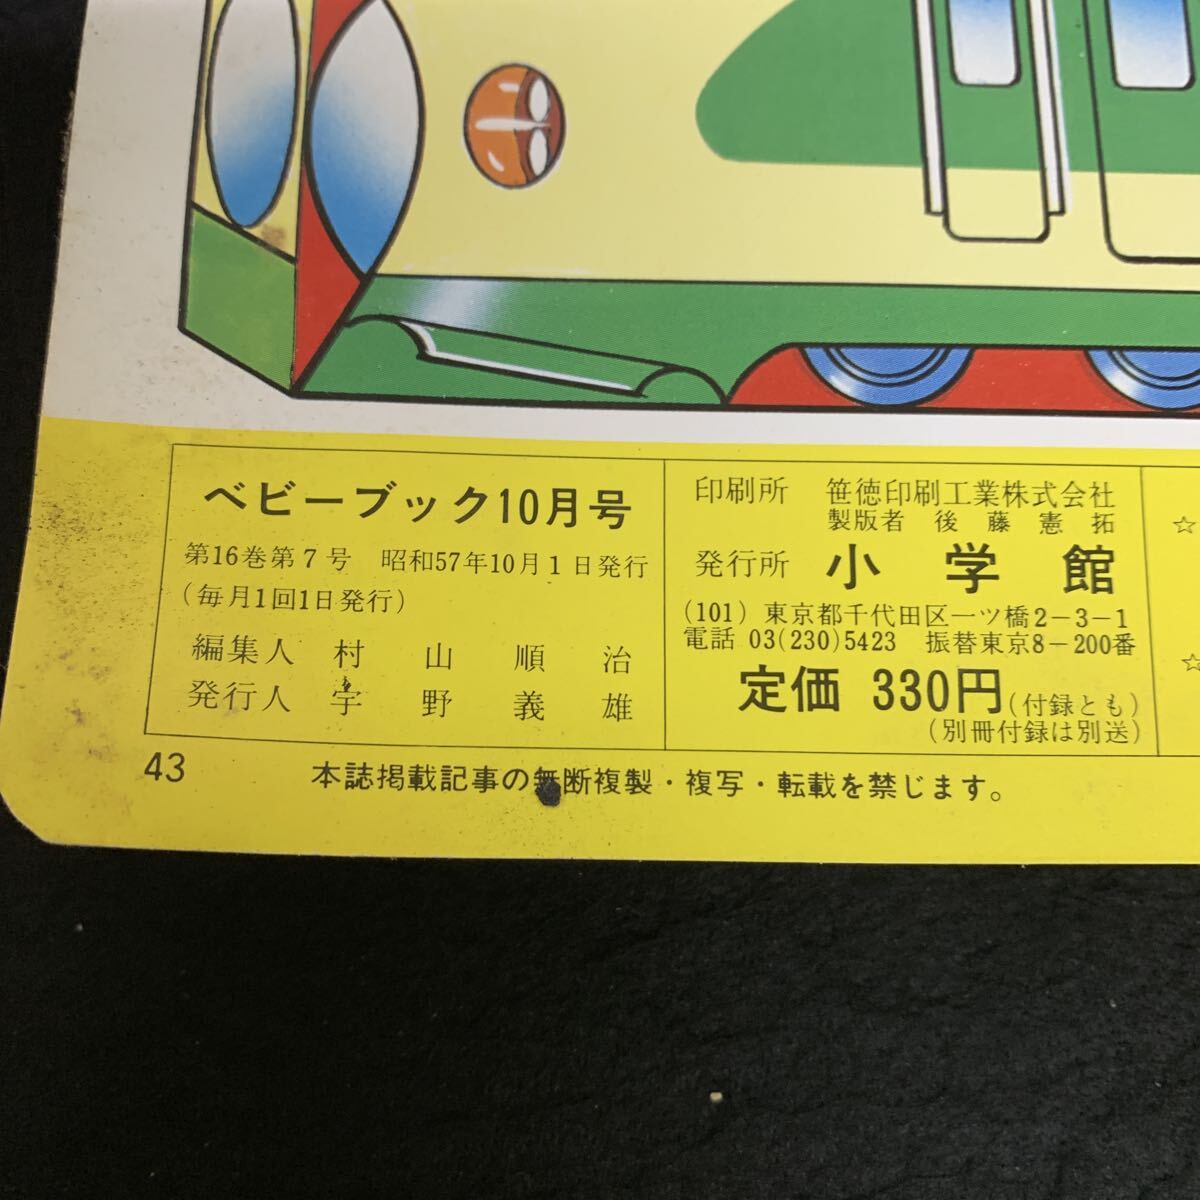 ベビーブック10月号
第16巻第7号　昭和57年10月1日発行
(毎月1回1日発行)
編集人　村　山　順　治
発行人　宇　野　義　雄
印刷所　笹徳印刷工業株式会社
製版者　後　藤　憲　拓
発行所　小　学　館
(101) 東京都千代田区一ツ橋2-3-1
電話 03(230)5423　振替東京8-200番
定価 330円(付録とも)
(別冊付録は別送)
☆
☆
43
本誌掲載記事の無断複製・複写・転載を禁じます。